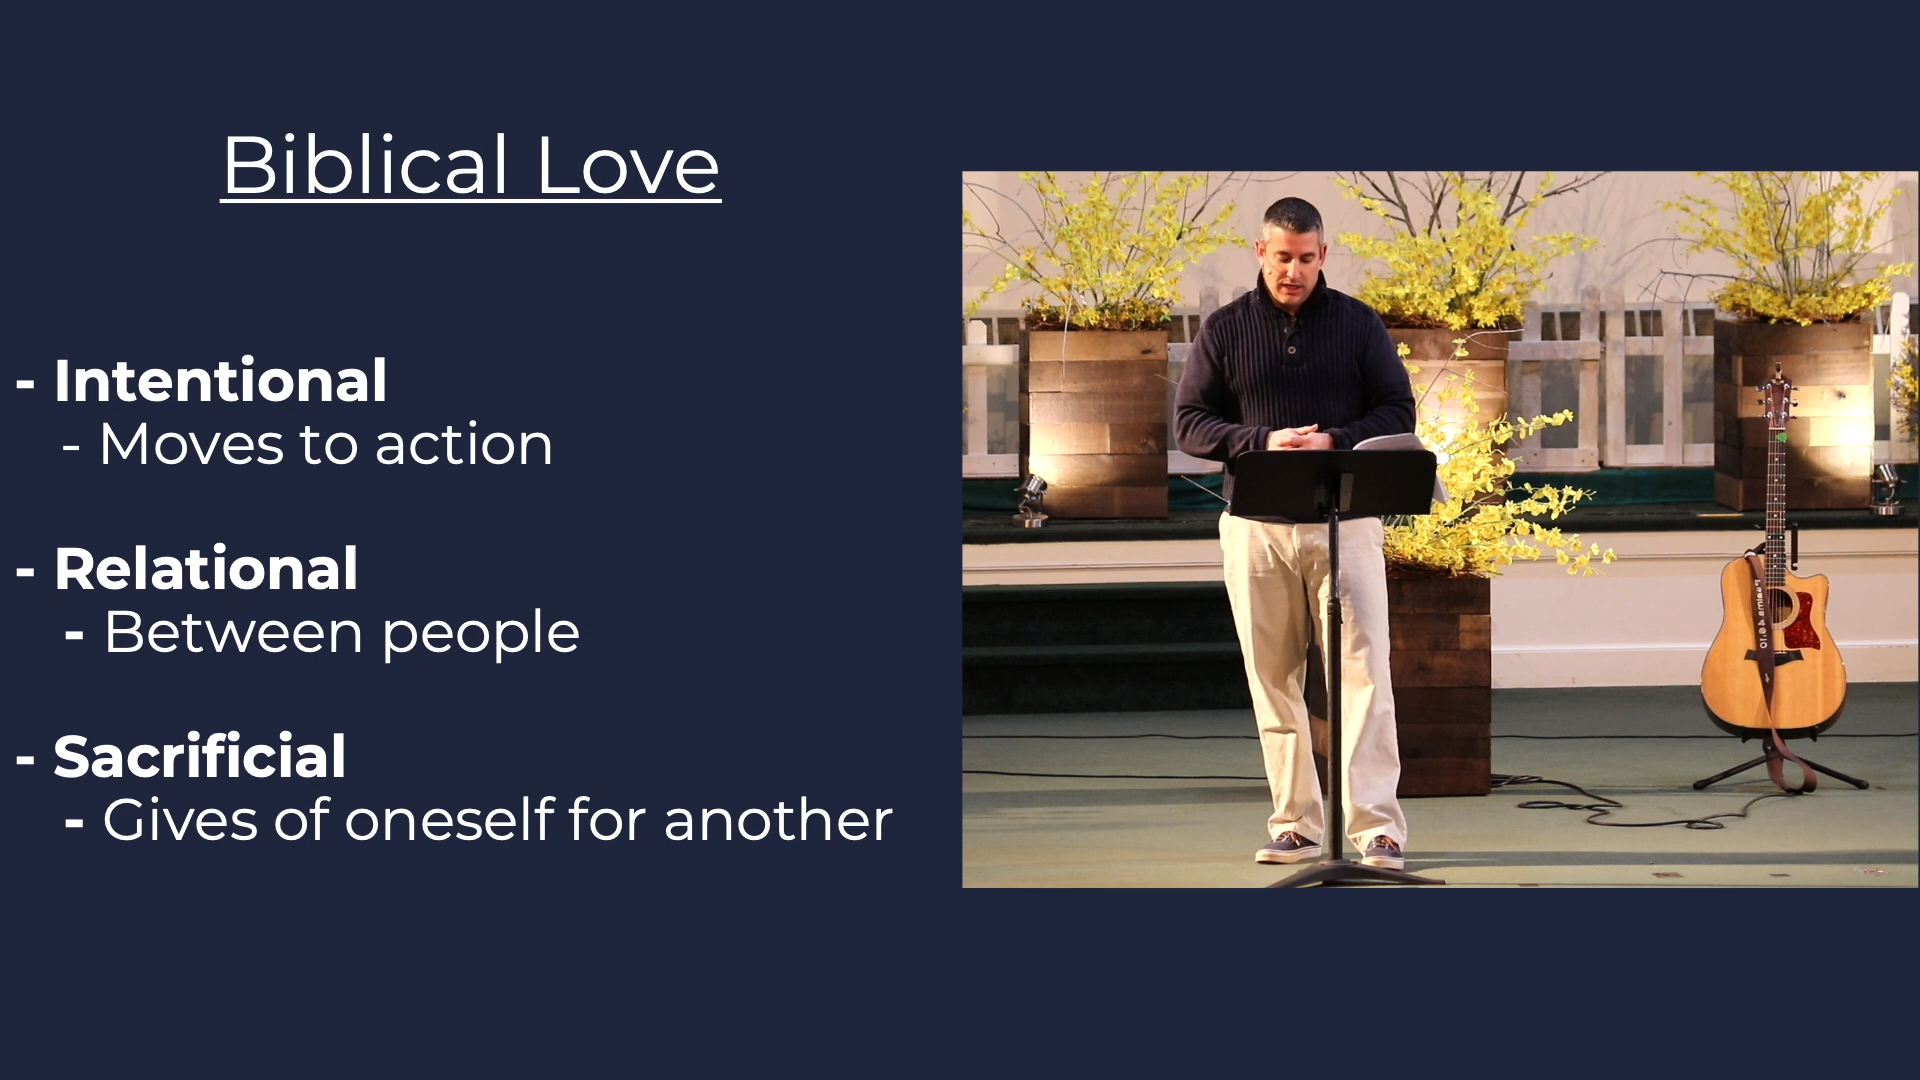 Biblical Love
- Intentional
- Moves to action
- Relational
- Between people
- Sacrificial
- Gives of oneself for another